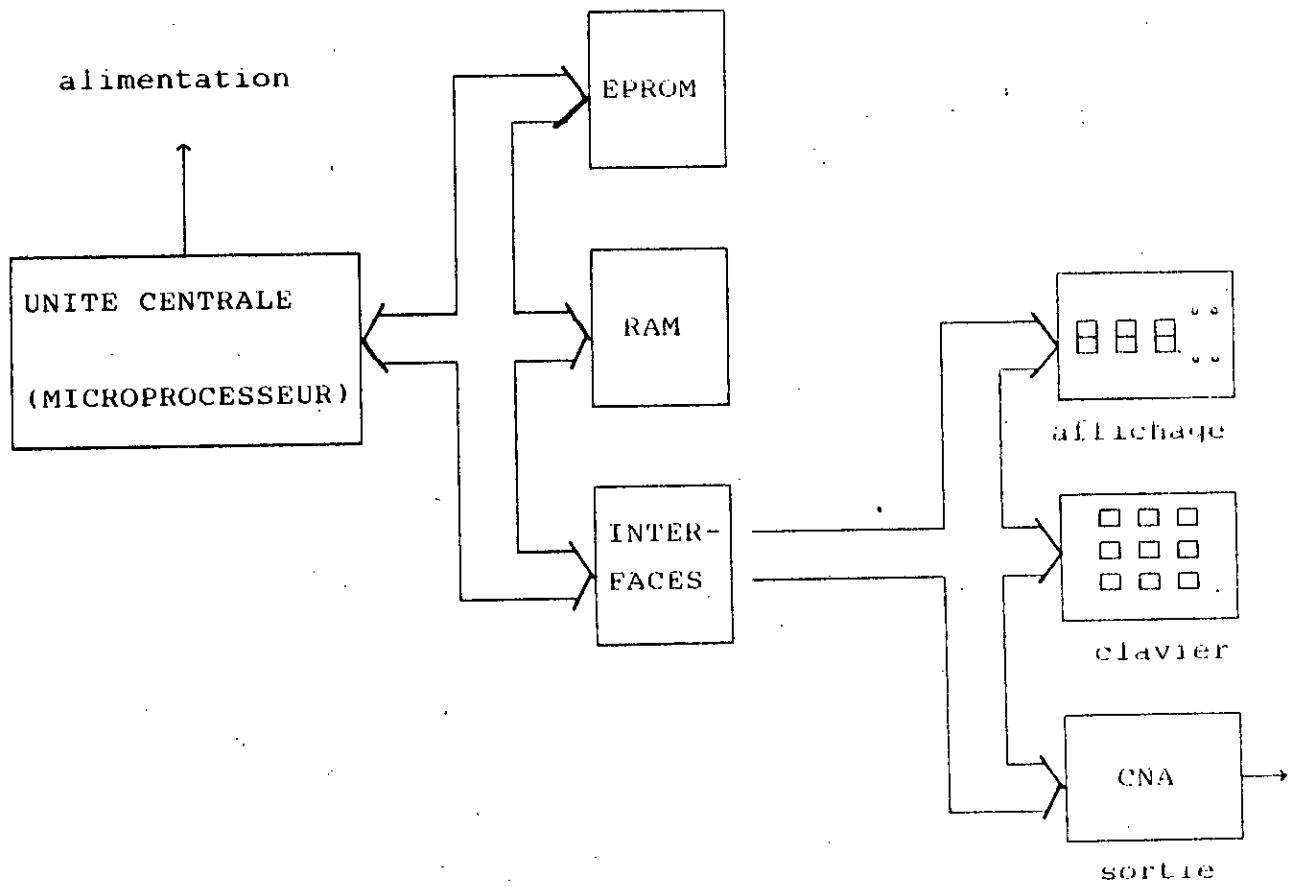 alimentation
EPROM
UNITE CENTRALE
(MICROPROCESSEUR)
RAM
affichage
INTER-
FACES
clavier
CNA
sortie